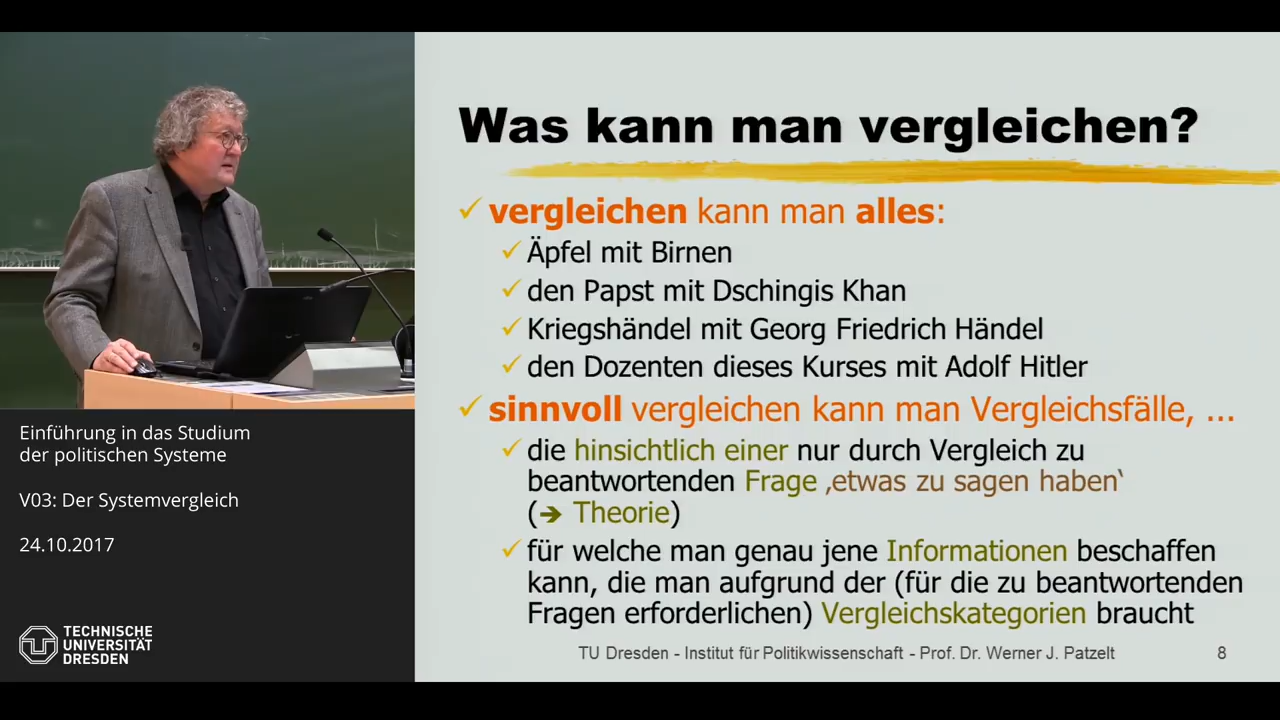 Was kann man vergleichen?
✓ vergleichen kann man alles:
✓ Äpfel mit Birnen
✓ den Papst mit Dschingis Khan
✓ Kriegshändel mit Georg Friedrich Händel
✓ den Dozenten dieses Kurses mit Adolf Hitler
✓ sinnvoll vergleichen kann man Vergleichsfälle, ...
✓ die hinsichtlich einer nur durch Vergleich zu
beantwortenden Frage ‚etwas zu sagen haben‘
(➔ Theorie)
✓ für welche man genau jene Informationen beschaffen
kann, die man aufgrund der (für die zu beantwortenden
Fragen erforderlichen) Vergleichskategorien braucht
TU Dresden - Institut für Politikwissenschaft - Prof. Dr. Werner J. Patzelt 8
Einführung in das Studium
der politischen Systeme
V03: Der Systemvergleich
24.10.2017
TECHNISCHE
UNIVERSITÄT
DRESDEN